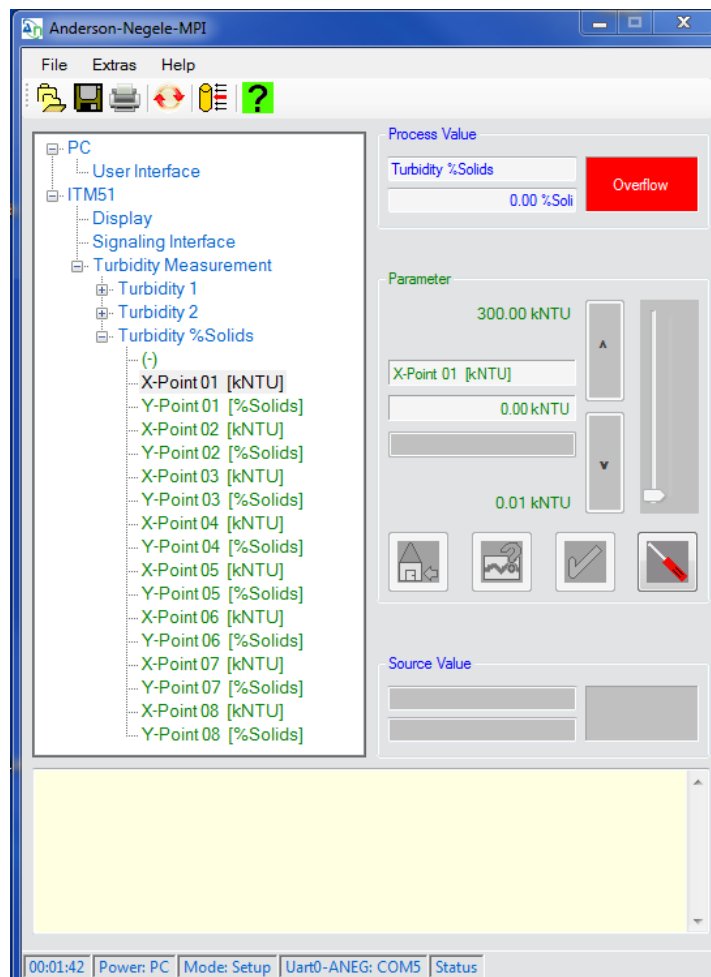 Anderson-Negele-MPI
File Extras Help
PC
User Interface
ITM51
Display
Signaling Interface
Turbidity Measurement
Turbidity 1
Turbidity 2
Turbidity %Solids
(-)
X-Point 01 [kNTU]
Y-Point 01 [%Solids]
X-Point 02 [kNTU]
Y-Point 02 [%Solids]
X-Point 03 [kNTU]
Y-Point 03 [%Solids]
X-Point 04 [kNTU]
Y-Point 04 [%Solids]
X-Point 05 [kNTU]
Y-Point 05 [%Solids]
X-Point 06 [kNTU]
Y-Point 06 [%Solids]
X-Point 07 [kNTU]
Y-Point 07 [%Solids]
X-Point 08 [kNTU]
Y-Point 08 [%Solids]
Process Value
Turbidity %Solids
0.00 %Soli
Overflow
Parameter
300.00 kNTU
X-Point 01 [kNTU]
0.00 kNTU
0.01 kNTU
Source Value
00:01:42 Power: PC Mode: Setup Uart0-ANEG: COM5 Status